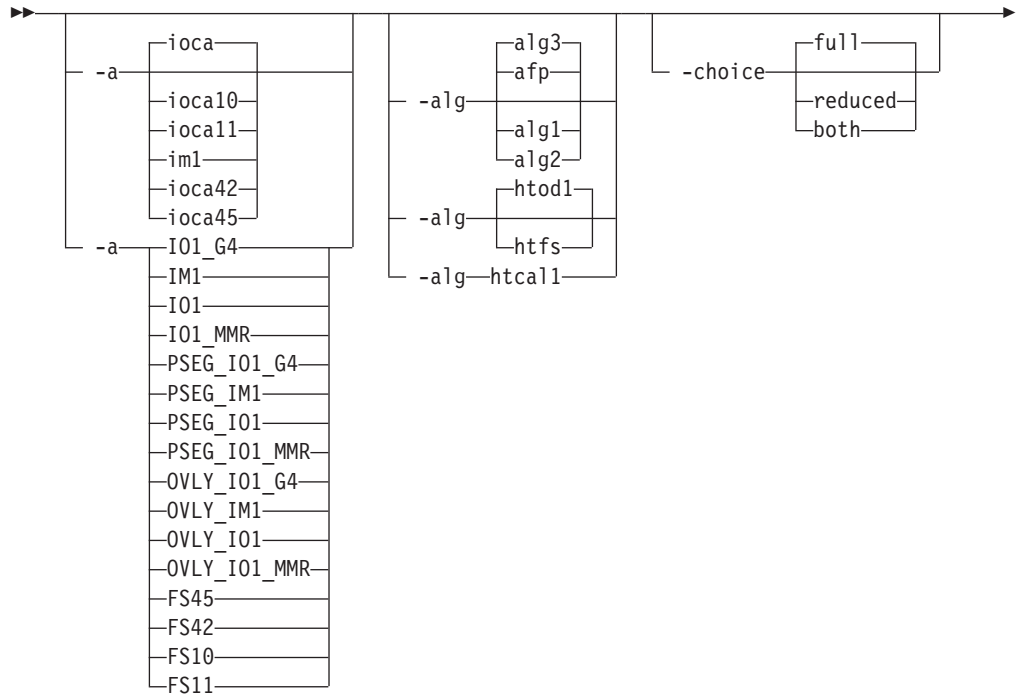 ioca
-a
ioca10
ioca11
im1
ioca42
ioca45
-a IO1_G4
IM1
IO1
IO1_MMR
PSEG_IO1_G4
PSEG_IM1
PSEG_IO1
PSEG_IO1_MMR
OVLY_IO1_G4
OVLY_IM1
OVLY_IO1
OVLY_IO1_MMR
FS45
FS42
FS10
FS11
alg3
afp
-alg
alg1
alg2
htod1
-alg
htfs
-alg htcal1
full
-choice
reduced
both